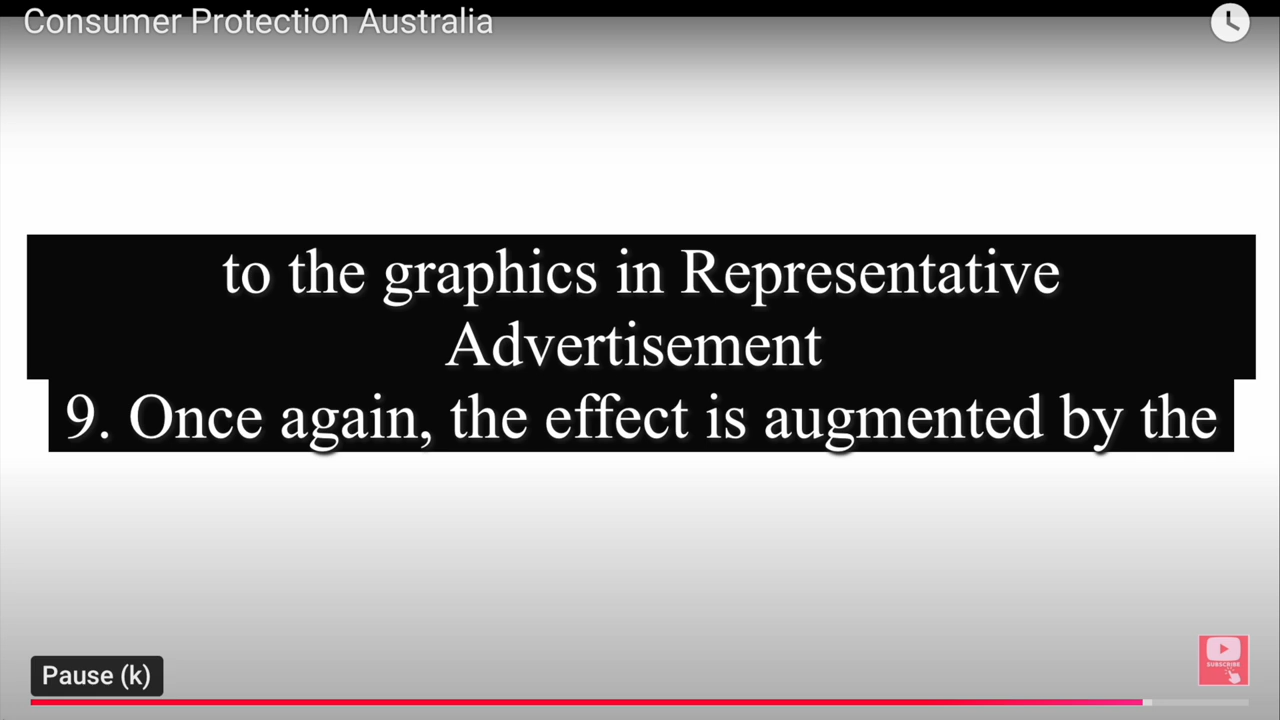 Consumer Protection Australia
to the graphics in Representative
Advertisement
9. Once again, the effect is augmented by the
SUBSCRIBE
Pause (k)